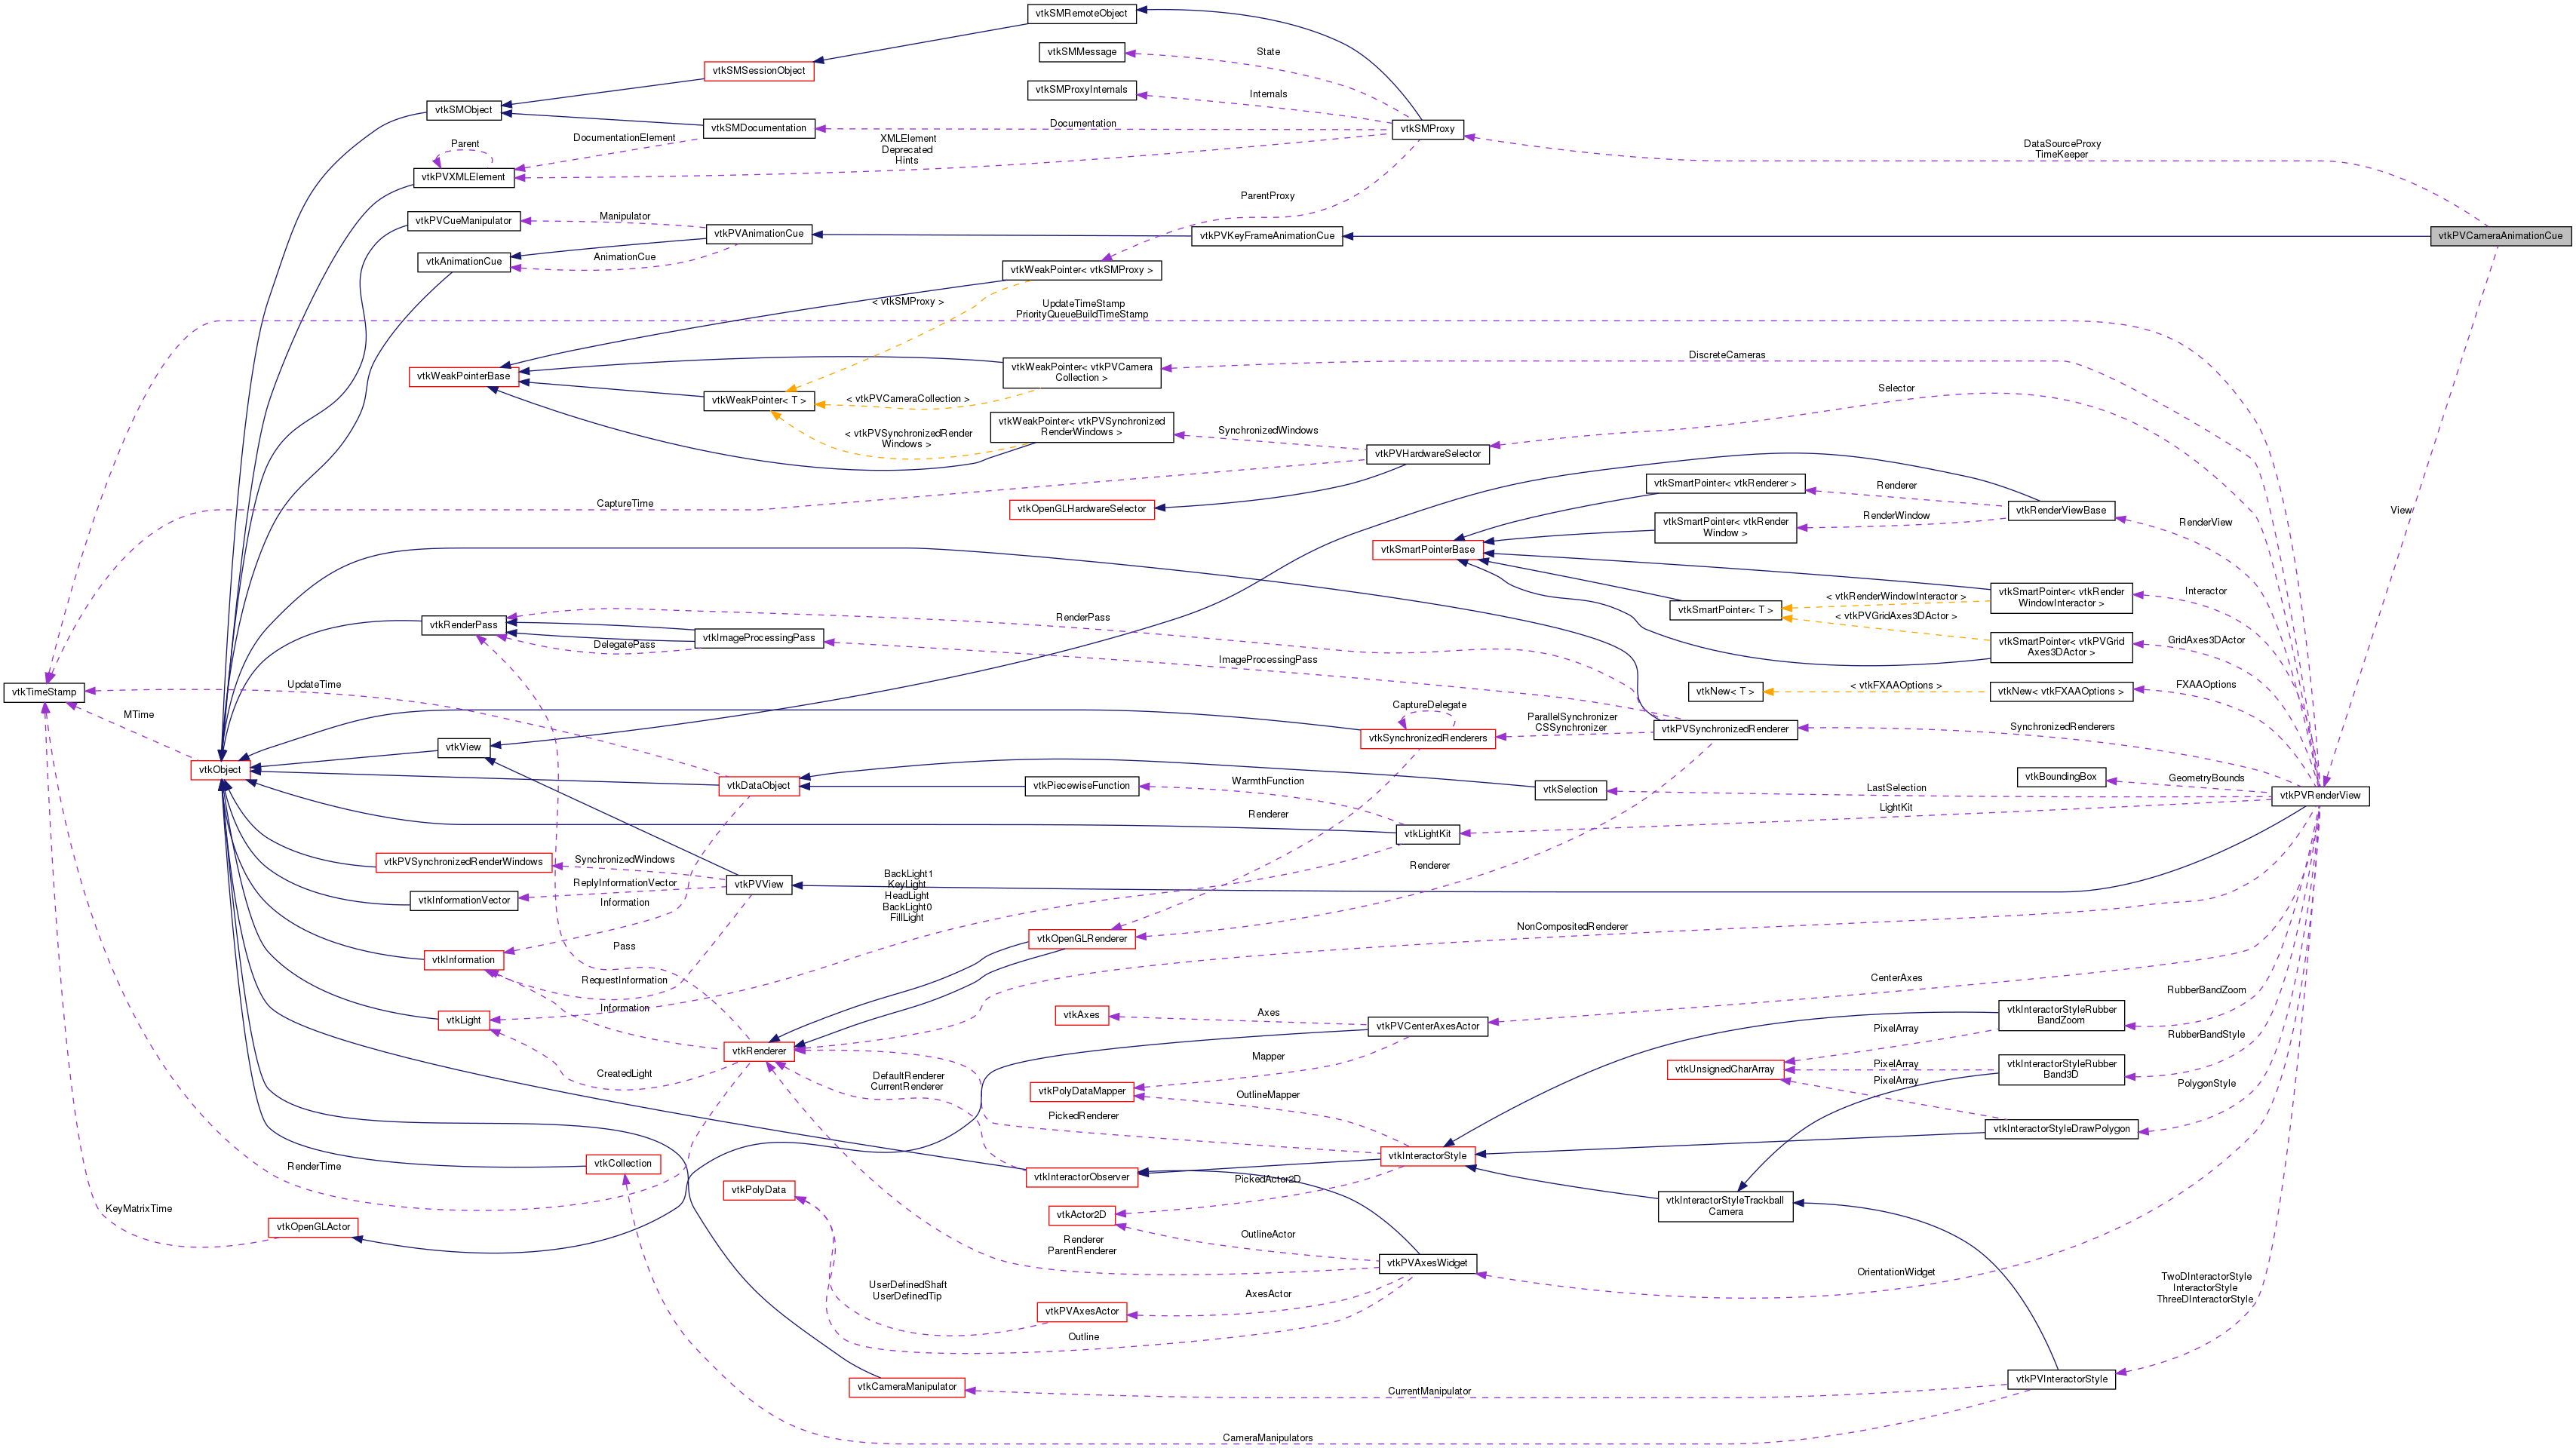 vtkSMRemoteObject
vtkSMMessage
State
vtkSMSessionObject
vtkSMProxyInternals
Internals
vtkSMObject
vtkSMDocumentation
Documentation
vtkSMProxy
DocumentationElement
XMLElement
Deprecated
Hints
Parent
vtkPVXMLElement
DataSourceProxy
TimeKeeper
ParentProxy
vtkPVCueManipulator
Manipulator
vtkPVAnimationCue
vtkPVKeyFrameAnimationCue
vtkPVCameraAnimationCue
vtkAnimationCue
AnimationCue
vtkWeakPointer< vtkSMProxy >
< vtkSMProxy >
UpdateTimeStamp
PriorityQueueBuildTimeStamp
DiscreteCameras
vtkWeakPointerBase
vtkWeakPointer< vtkPVCamera
Collection >
Selector
vtkWeakPointer< T >
< vtkPVCameraCollection >
vtkWeakPointer< vtkPVSynchronized
RenderWindows >
< vtkPVSynchronizedRender
Windows >
SynchronizedWindows
vtkPVHardwareSelector
CaptureTime
vtkOpenGLHardwareSelector
vtkSmartPointer< vtkRenderer >
Renderer
vtkRenderViewBase
View
RenderWindow
vtkSmartPointer< vtkRender
Window >
RenderView
vtkSmartPointerBase
vtkSmartPointer< vtkRender
WindowInteractor >
Interactor
< vtkRenderWindowInteractor >
vtkSmartPointer< T >
< vtkPVGridAxes3DActor >
vtkRenderPass
RenderPass
vtkImageProcessingPass
DelegatePass
vtkSmartPointer< vtkPVGrid
Axes3DActor >
GridAxes3DActor
ImageProcessingPass
vtkTimeStamp
UpdateTime
vtkNew< T >
< vtkFXAAOptions >
vtkNew< vtkFXAAOptions >
FXAAOptions
MTime
CaptureDelegate
ParallelSynchronizer
CSSynchronizer
vtkPVSynchronizedRenderer
SynchronizedRenderers
vtkView
vtkSynchronizedRenderers
vtkObject
vtkDataObject
vtkPiecewiseFunction
WarmthFunction
vtkSelection
vtkBoundingBox
GeometryBounds
LastSelection
vtkPVRenderView
LightKit
Renderer
vtkLightKit
vtkPVSynchronizedRenderWindows
SynchronizedWindows
Renderer
vtkPVView
ReplyInformationVector
vtkInformationVector
Information
BackLight1
KeyLight
HeadLight
BackLight0
FillLight
NonCompositedRenderer
Pass
vtkOpenGLRenderer
vtkInformation
RequestInformation
CenterAxes
RubberBandZoom
Information
vtkLight
vtkAxes
Axes
vtkPVCenterAxesActor
vtkInteractorStyleRubber
BandZoom
PixelArray
RubberBandStyle
vtkRenderer
Mapper
vtkUnsignedCharArray
PixelArray
vtkInteractorStyleRubber
Band3D
PixelArray
CreatedLight
DefaultRenderer
CurrentRenderer
vtkPolyDataMapper
OutlineMapper
PolygonStyle
PickedRenderer
vtkInteractorStyleDrawPolygon
vtkCollection
RenderTime
vtkInteractorStyle
vtkInteractorObserver
PickedActor2D
vtkPolyData
vtkInteractorStyleTrackball
Camera
KeyMatrixTime
vtkOpenGLActor
vtkActor2D
OutlineActor
Renderer
ParentRenderer
vtkPVAxesWidget
OrientationWidget
UserDefinedShaft
UserDefinedTip
AxesActor
vtkPVAxesActor
TwoDInteractorStyle
InteractorStyle
ThreeDInteractorStyle
Outline
vtkCameraManipulator
CurrentManipulator
vtkPVInteractorStyle
CameraManipulators